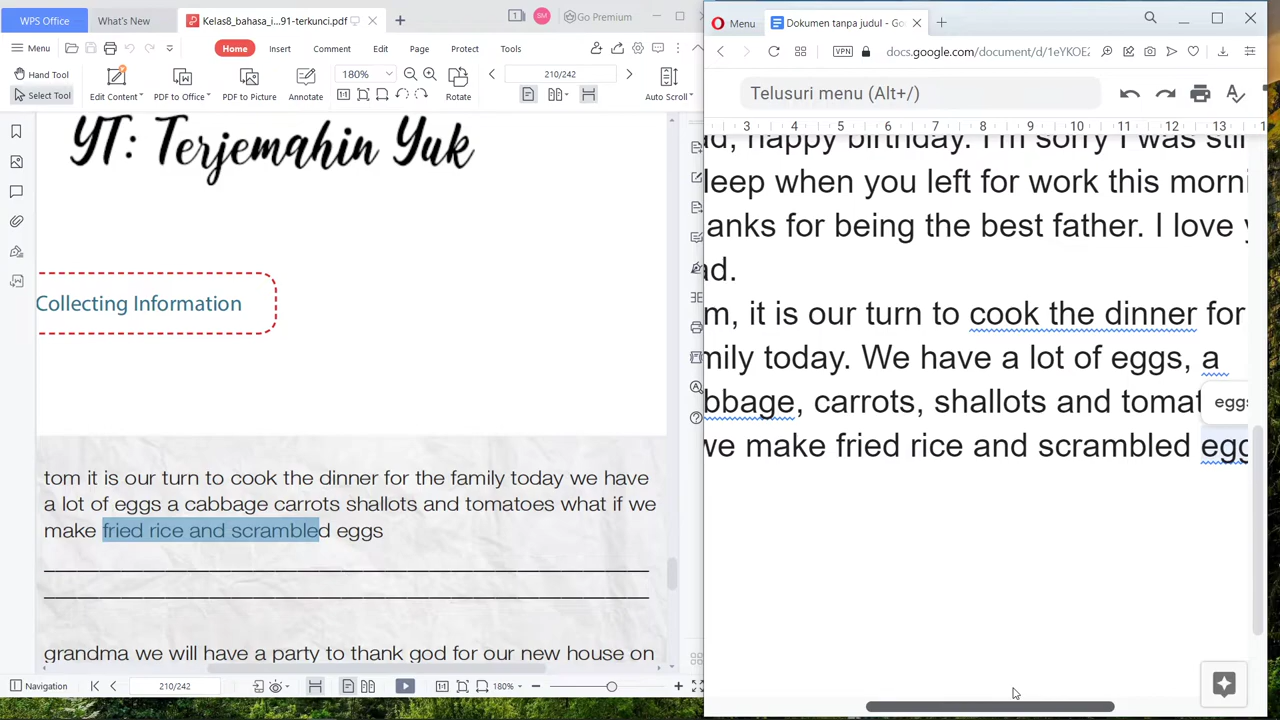 WPS Office
What's New
Kelas8_bahasa_i...91-terkunci.pdf
1
SM
Go Premium
Menu
Home
Insert
Comment
Edit
Page
Protect
Tools
Hand Tool
Select Tool
Edit Content
PDF to Office
PDF to Picture
Annotate
180%
Rotate
210/242
Auto Scroll
YT: Terjemahin Yuk
Collecting Information
tom it is our turn to cook the dinner for the family today we have
a lot of eggs a cabbage carrots shallots and tomatoes what if we
make fried rice and scrambled eggs
grandma we will have a party to thank god for our new house on
Navigation
210/242
180%
Menu
Dokumen tanpa judul - Go
VPN
docs.google.com/document/d/1eYKOE2
Telusuri menu (Alt+/)
3 4 5 6 7 8 9 10 11 12 13 1
ad, happy birthday. I'm sorry I was still
leep when you left for work this morni
anks for being the best father. I love y
ad.
m, it is our turn to cook the dinner for
mily today. We have a lot of eggs, a
bbage, carrots, shallots and tomat
eggs
we make fried rice and scrambled egg